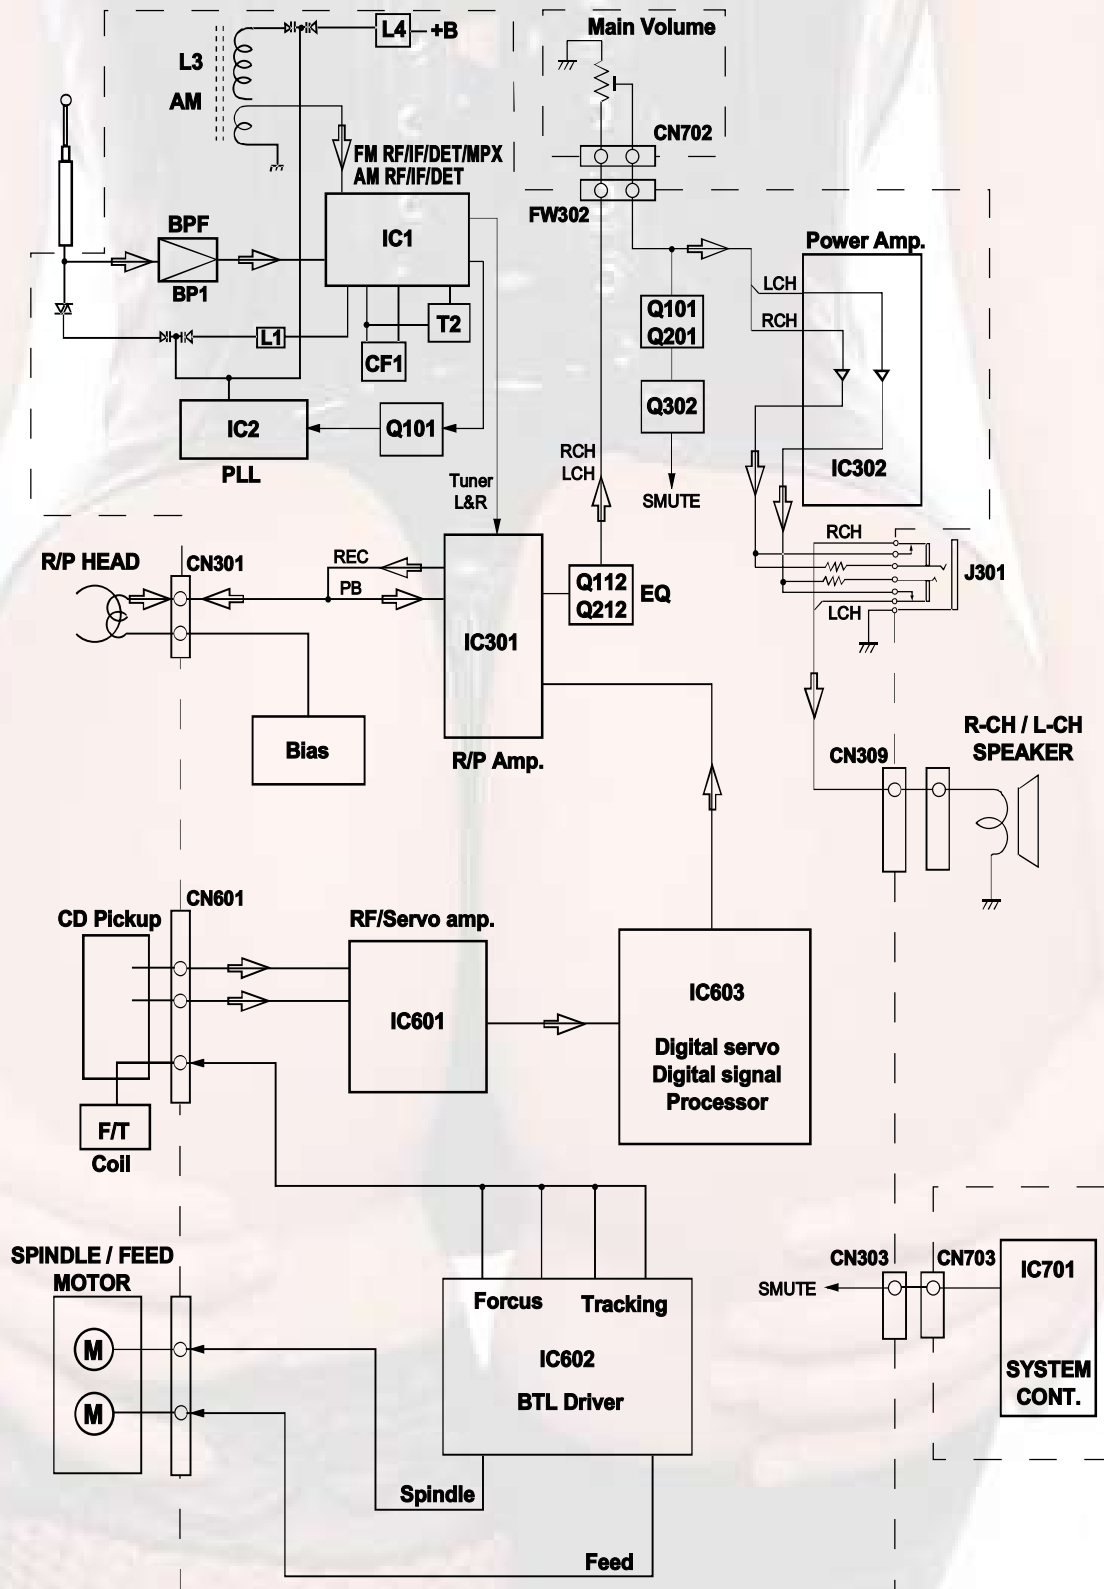 L4
+B
Main Volume
L3
AM
CN702
FM RF/IF/DET/MPX
AM RF/IF/DET
FW302
BPF
IC1
Power Amp.
BP1
LCH
Q101
Q201
RCH
T2
L1
CF1
Q302
IC2
Q101
PLL
RCH
LCH
IC302
Tuner
L&R
SMUTE
RCH
R/P HEAD
CN301
REC
PB
Q112
Q212
EQ
J301
LCH
IC301
Bias
R/P Amp.
R-CH / L-CH
SPEAKER
CN309
CN601
CD Pickup
RF/Servo amp.
IC603
IC601
Digital servo
Digital signal
Processor
F/T
Coil
SPINDLE / FEED
MOTOR
CN303
CN703
IC701
SMUTE
Forcus
Tracking
M
IC602
SYSTEM
CONT.
BTL Driver
M
Spindle
Feed